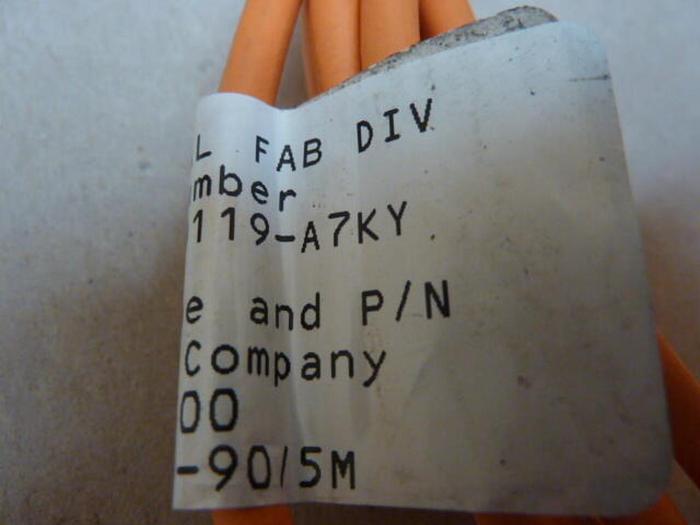 L FAB DIV
mber
119-A7KY
e and P/N
Company
00
-90/5M